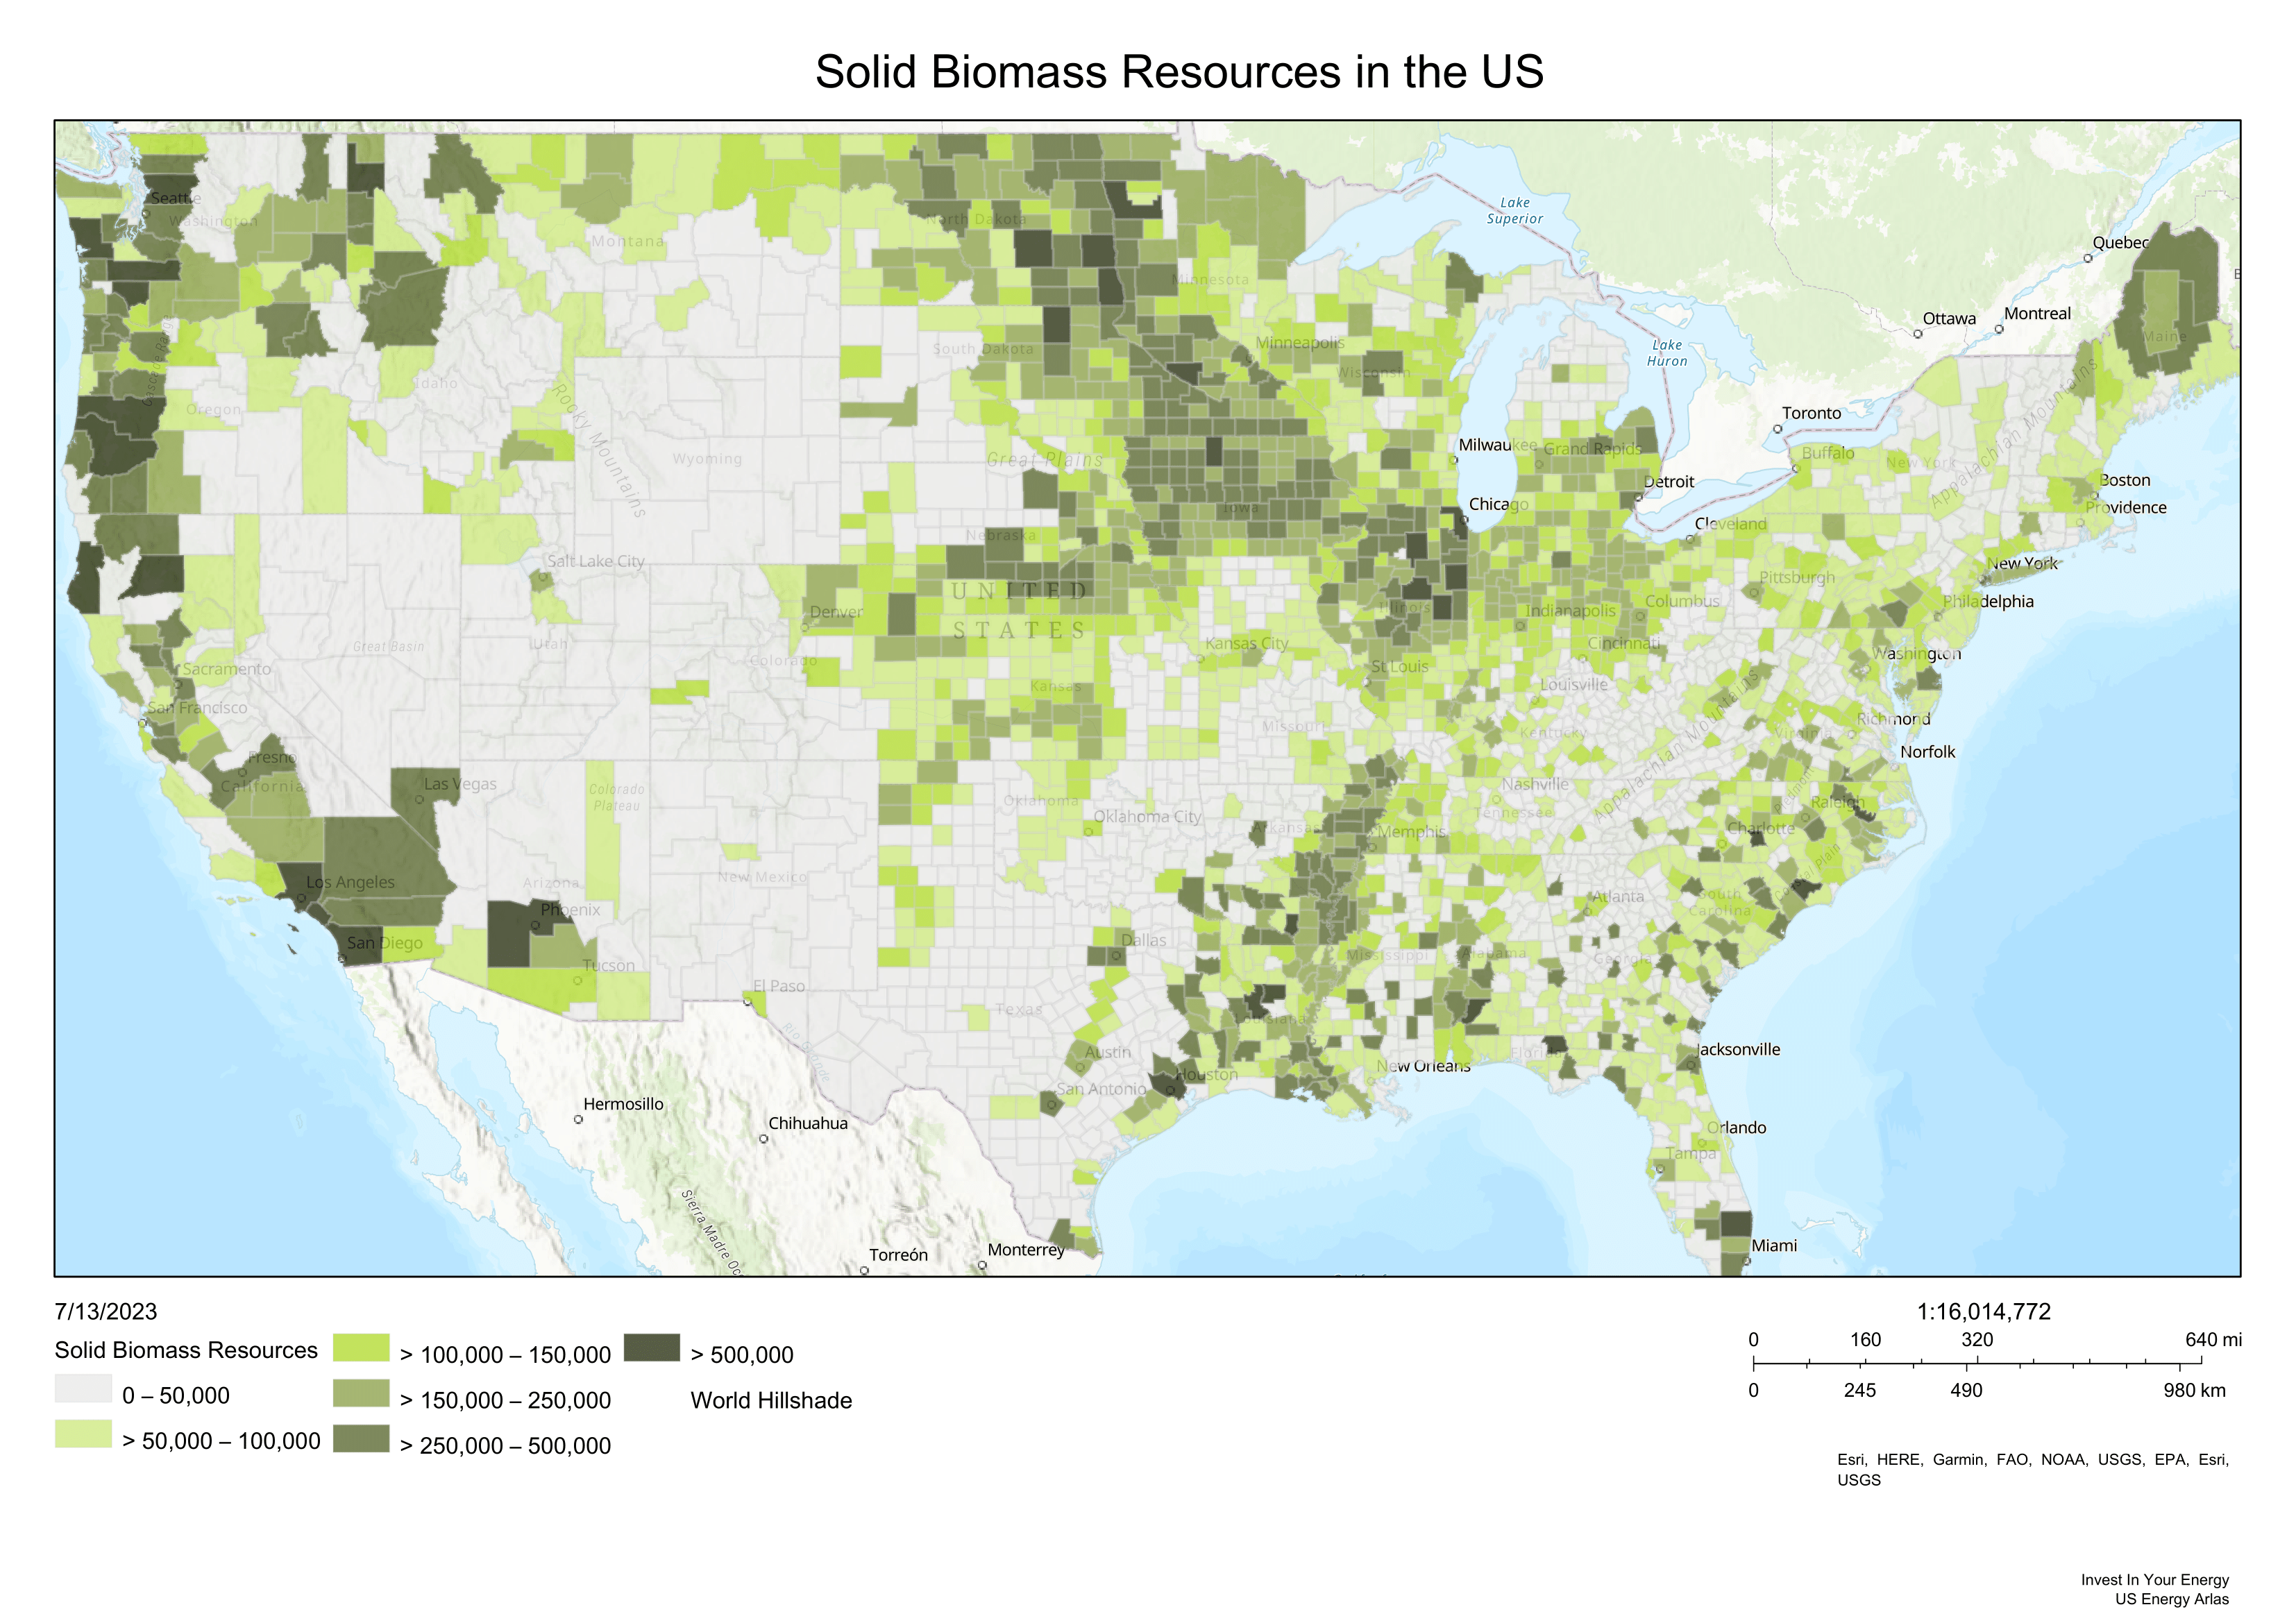 Solid Biomass Resources in the US
Lake
Superior
Quebec
Seattle
Washington
Montana
North Dakota
Minnesota
Ottawa
Montreal
Maine
Lake
Huron
Minneapolis
South Dakota
Wisconsin
Idaho
Oregon
Cascade Range
Rocky Mountains
Toronto
Appalachian Mountains
Milwaukee
Grand Rapids
Buffalo
New York
Wyoming
Great Plains
Detroit
Boston
Chicago
Iowa
Providence
Cleveland
Nebraska
Salt Lake City
New York
Pittsburgh
UNITED
STATES
Denver
Illinois
Indianapolis
Columbus
Philadelphia
Great Basin
Utah
Kansas City
Cincinnati
Washington
Sacramento
Colorado
St Louis
Kansas
Louisville
San Francisco
Missouri
Kentucky
Virginia
Richmond
Norfolk
Appalachian Mountains
Fresno
California
Las Vegas
Colorado
Plateau
Oklahoma
Oklahoma City
Nashville
Tennessee
Piedmont
Raleigh
Arkansas
Memphis
Charlotte
Coastal Plain
Los Angeles
Arizona
New Mexico
Atlanta
South
Carolina
Phoenix
San Diego
Dallas
Mississippi
Alabama
Georgia
Tucson
El Paso
Texas
Louisiana
Rio Grande
Austin
Florida
Jacksonville
New Orleans
Houston
San Antonio
Hermosillo
Chihuahua
Orlando
Tampa
Sierra Madre Occ
Torreón
Monterrey
Miami
7/13/2023
1:16,014,772
Solid Biomass Resources
0 – 50,000
> 50,000 – 100,000
> 100,000 – 150,000
> 150,000 – 250,000
> 250,000 – 500,000
> 500,000
World Hillshade
0 160 320 640 mi
0 245 490 980 km
Esri, HERE, Garmin, FAO, NOAA, USGS, EPA, Esri,
USGS
Invest In Your Energy
US Energy Arlas